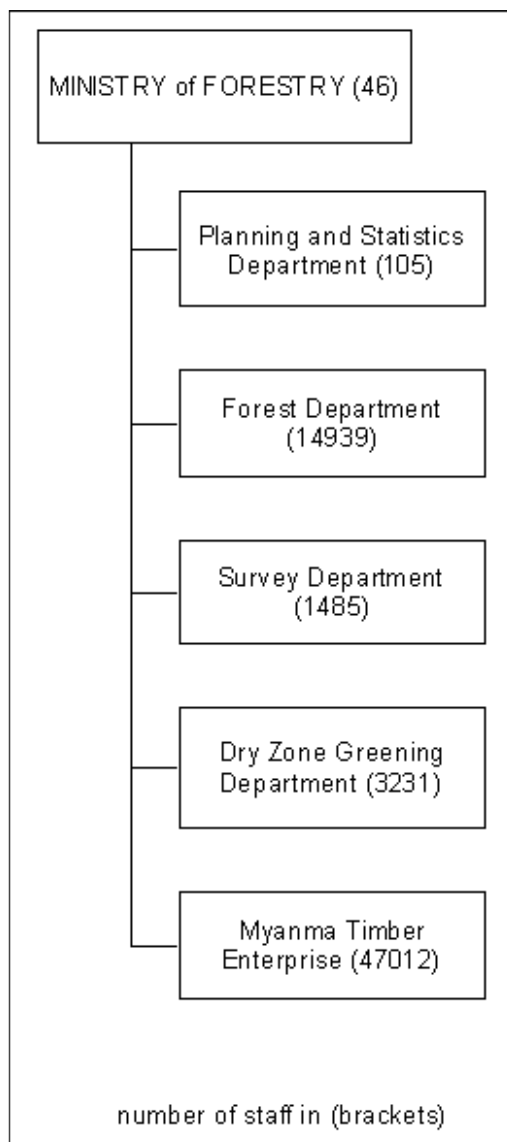 MINISTRY of FORESTRY (46)
Planning and Statistics
Department (105)
Forest Department
(14939)
Survey Department
(1485)
Dry Zone Greening
Department (3231)
Myanma Timber
Enterprise (47012)
number of staff in (brackets)